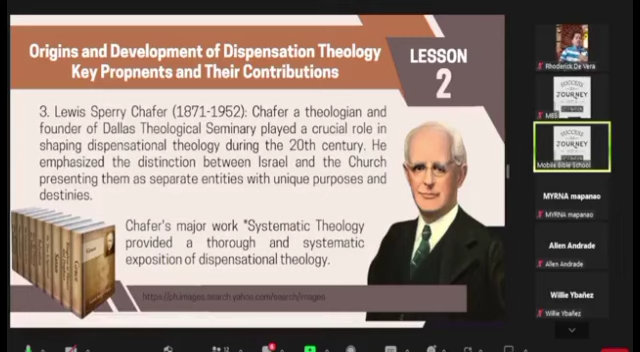 Origins and Development of Dispensation Theology
Key Propnents and Their Contributions
LESSON
2
3. Lewis Sperry Chafer (1871-1952): Chafer a theologian and
founder of Dallas Theological Seminary played a crucial role in
shaping dispensational theology during the 20th century. He
emphasized the distinction between Israel and the Church
presenting them as separate entities with unique purposes and
destinies.
Chafer's major work "Systematic Theology
provided a thorough and systematic
exposition of dispensational theology.
https://ph.images.search.yahoo.com/search/images
Rhoderick De Vera
JOURNEY
JOURNEY
Mobile Bible School
MYRNA mapanao
MYRNA mapanao
Allen Andrade
Allen Andrade
Willie Ybañez
Willie Ybañez